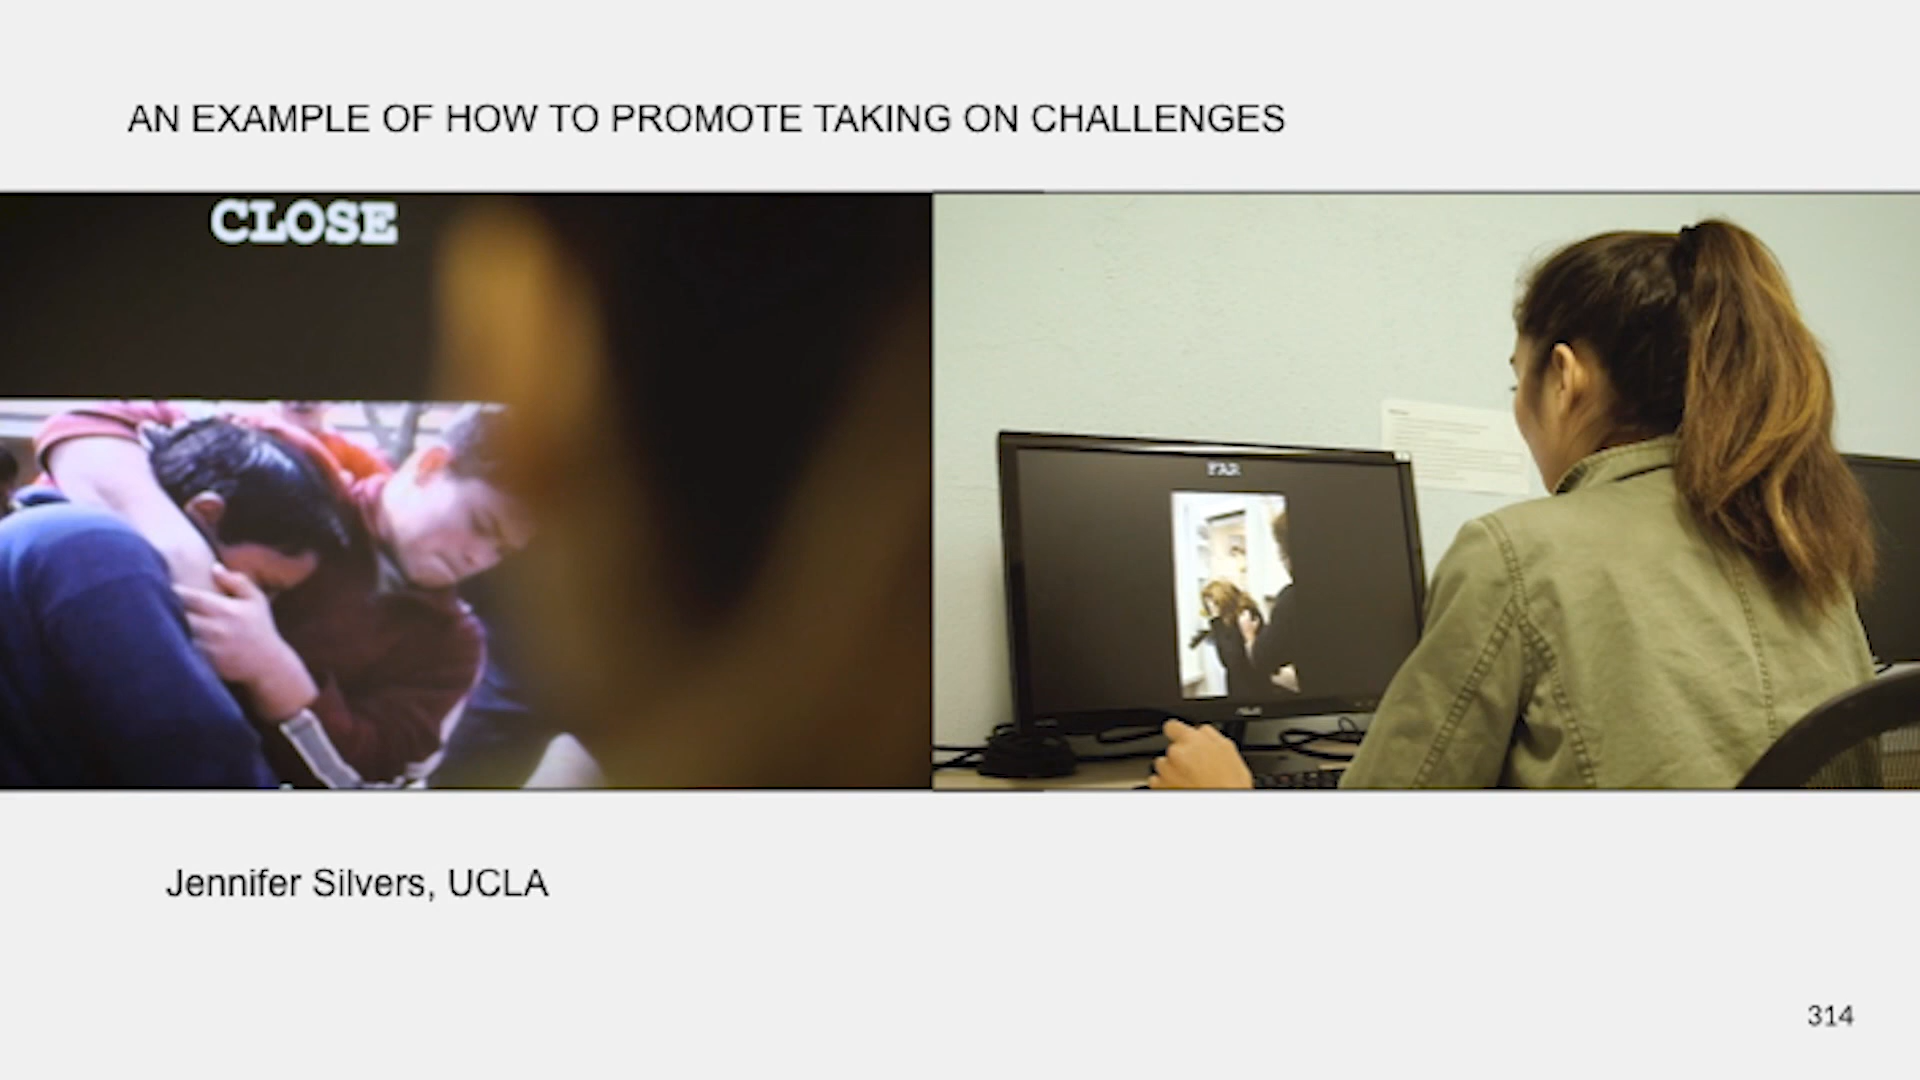 AN EXAMPLE OF HOW TO PROMOTE TAKING ON CHALLENGES
CLOSE
FAR
Jennifer Silvers, UCLA
314